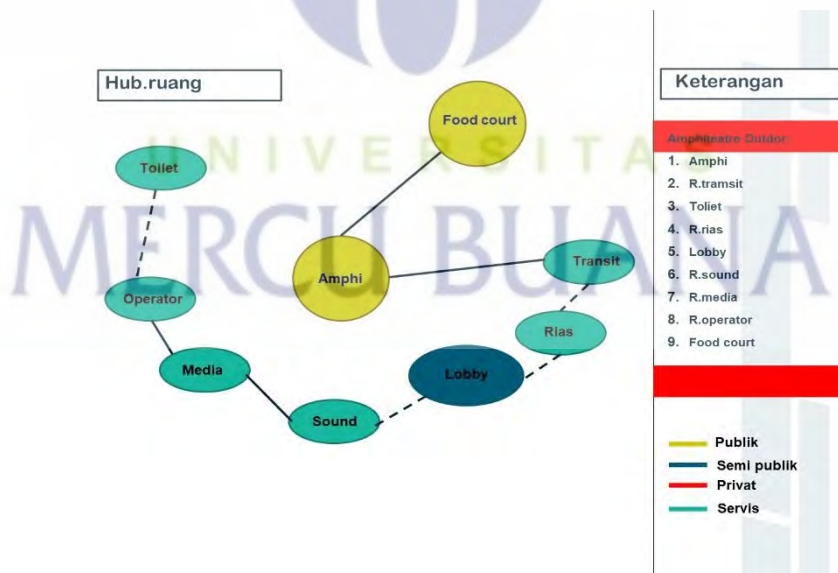 Hub.ruang
Keterangan
Food court
UNIVERSITAS
MERCU BUANA
Toilet
Operator
Amphi
Transit
Rias
Media
Lobby
Sound
Amphiteatre Outdor
1. Amphi
2. R.transit
3. Toliet
4. R.rias
5. Lobby
6. R.sound
7. R.media
8. R.operator
9. Food court
Publik
Semi publik
Privat
Servis